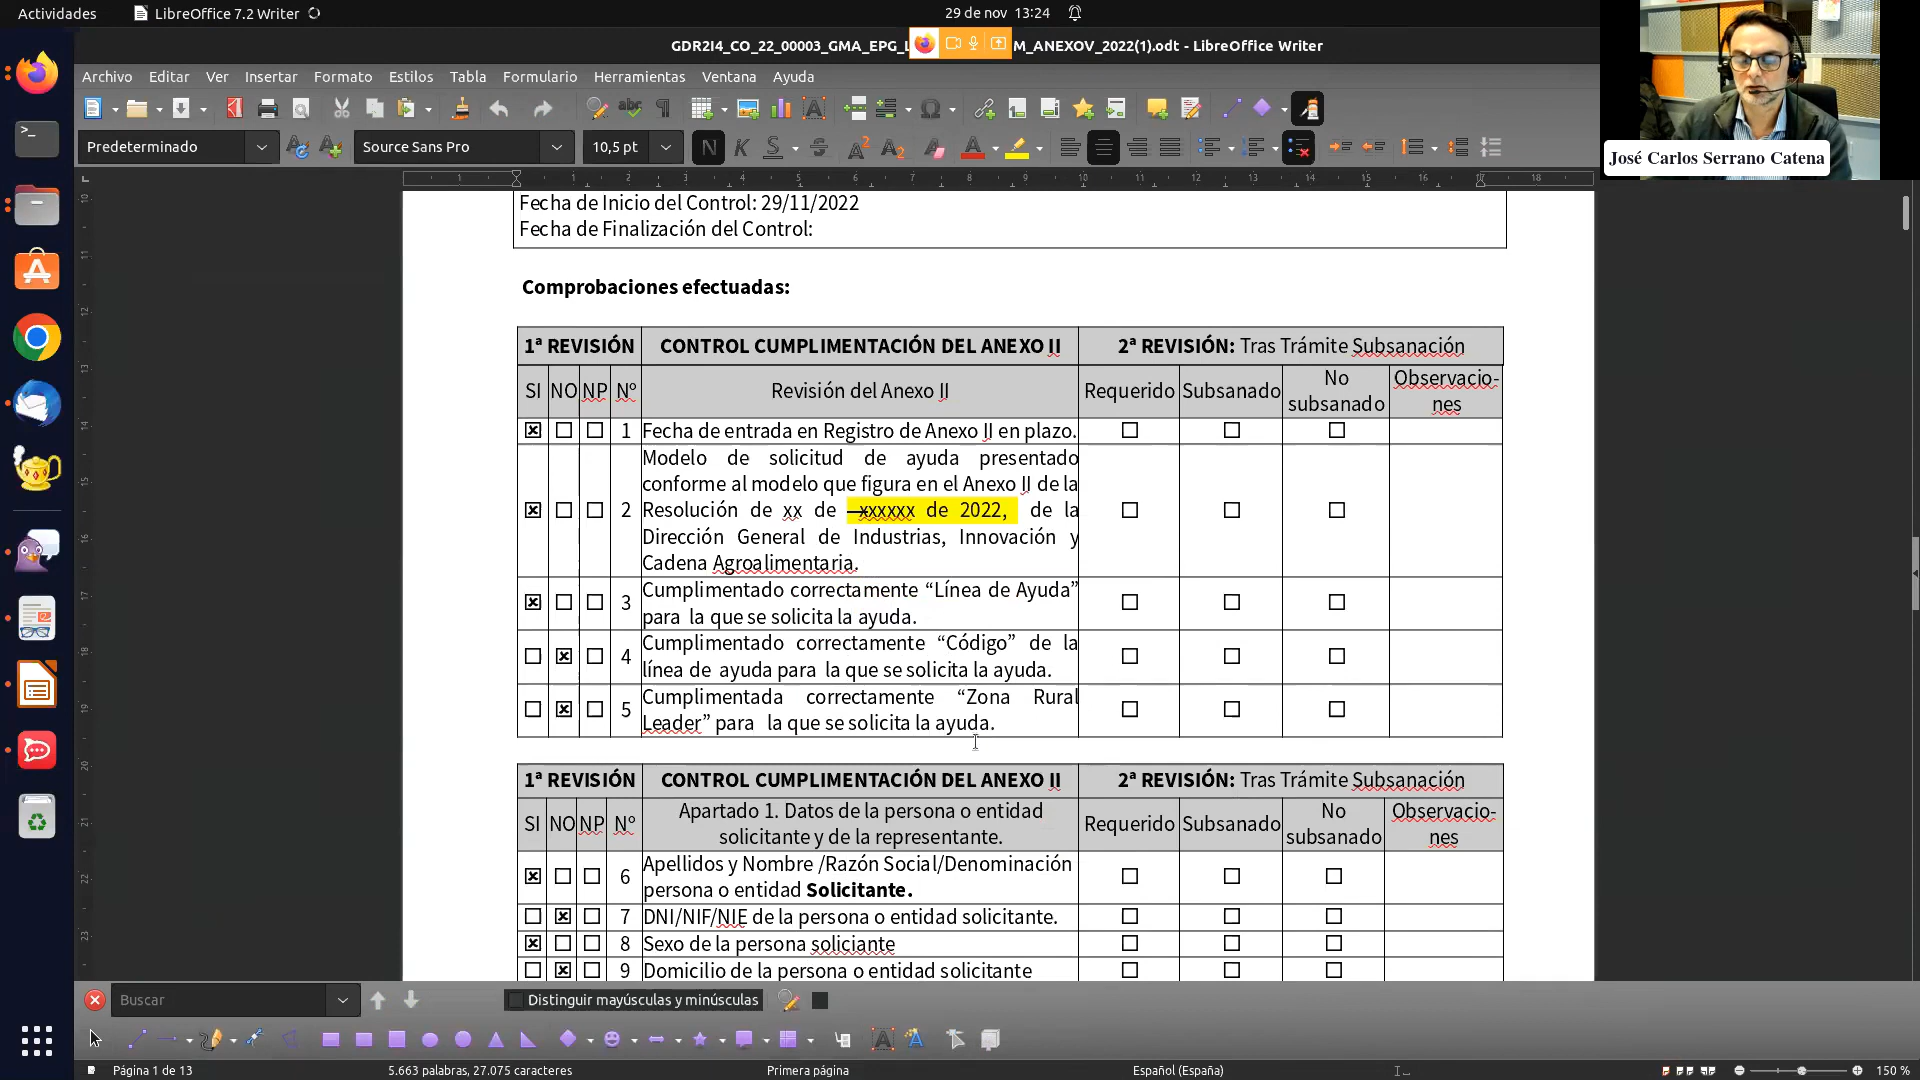 Actividades
LibreOffice 7.2 Writer
29 de nov 13:24
GDR2I4_CO_22_00003_GMA_EPG_L
M_ANEXOV_2022(1).odt - LibreOffice Writer
José Carlos Serrano Catena
Archivo Editar Ver Insertar Formato Estilos Tabla Formulario Herramientas Ventana Ayuda
Predeterminado
Source Sans Pro
10,5 pt
Fecha de Inicio del Control: 29/11/2022
Fecha de Finalización del Control:
Comprobaciones efectuadas:
1ª REVISIÓN CONTROL CUMPLIMENTACIÓN DEL ANEXO II 2ª REVISIÓN: Tras Trámite Subsanación
SI NO NP Nº Revisión del Anexo II Requerido Subsanado No subsanado Observacio-nes
1 Fecha de entrada en Registro de Anexo II en plazo.
2 Modelo de solicitud de ayuda presentado
conforme al modelo que figura en el Anexo II de la
Resolución de xx de xxxxxx de 2022, de la
Dirección General de Industrias, Innovación y
Cadena Agroalimentaria.
3 Cumplimentado correctamente “Línea de Ayuda”
para la que se solicita la ayuda.
4 Cumplimentado correctamente “Código” de la
línea de ayuda para la que se solicita la ayuda.
5 Cumplimentada correctamente “Zona Rural
Leader” para la que se solicita la ayuda.
1ª REVISIÓN CONTROL CUMPLIMENTACIÓN DEL ANEXO II 2ª REVISIÓN: Tras Trámite Subsanación
SI NO NP Nº Apartado 1. Datos de la persona o entidad
solicitante y de la representante. Requerido Subsanado No subsanado Observacio-nes
6 Apellidos y Nombre /Razón Social/Denominación
persona o entidad Solicitante.
7 DNI/NIF/NIE de la persona o entidad solicitante.
8 Sexo de la persona soliciante
9 Domicilio de la persona o entidad solicitante
Buscar
Distinguir mayúsculas y minúsculas
Página 1 de 13
5.663 palabras, 27.075 caracteres
Primera página
Español (España)
150 %